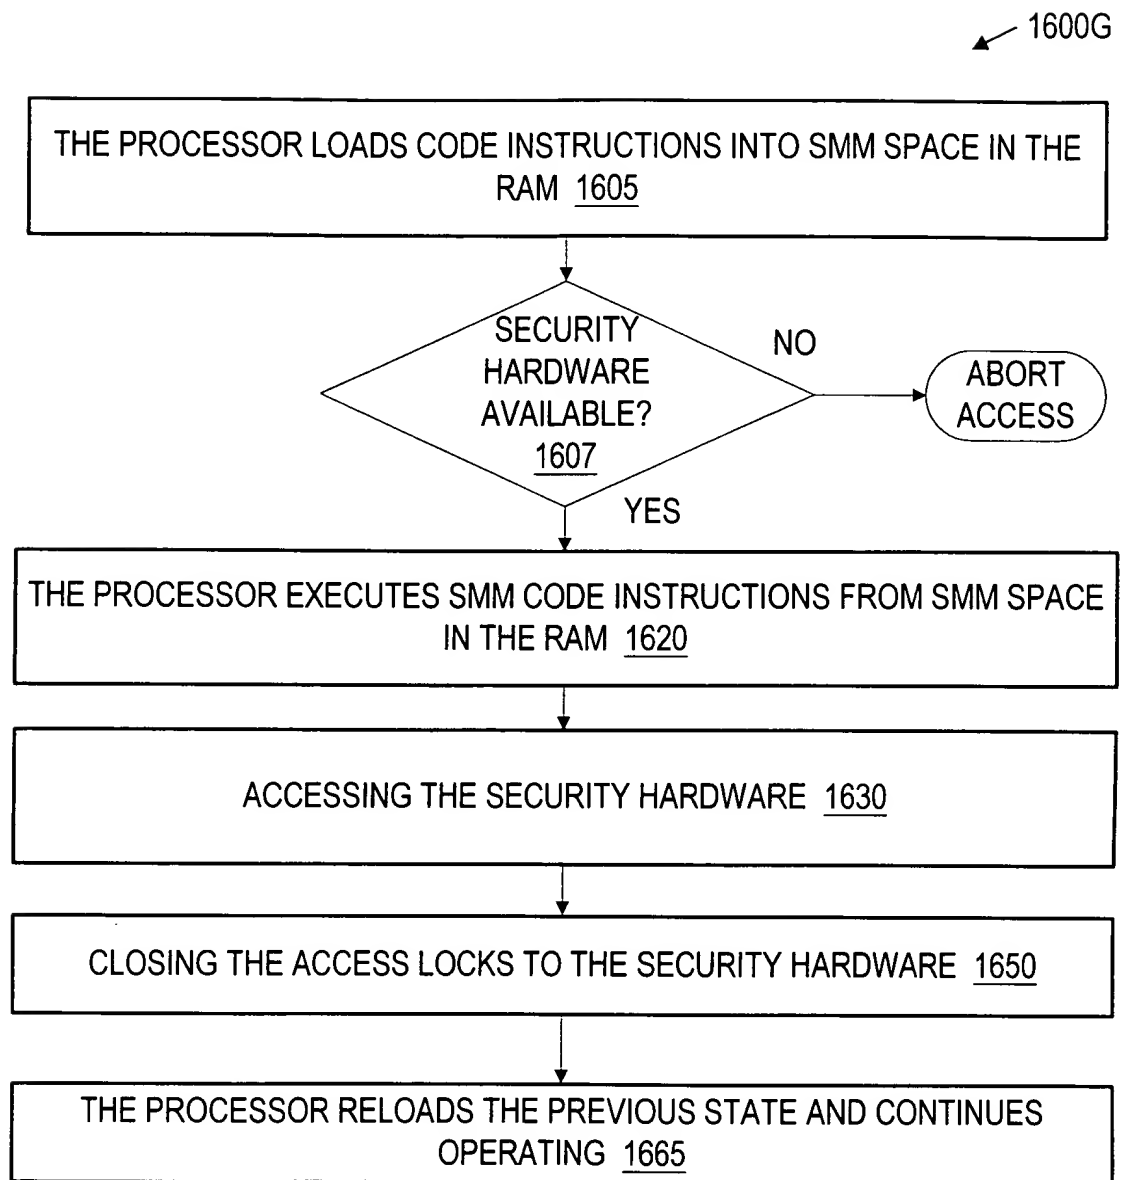 1600G
THE PROCESSOR LOADS CODE INSTRUCTIONS INTO SMM SPACE IN THE
RAM 1605
SECURITY
HARDWARE
AVAILABLE?
1607
NO
ABORT
ACCESS
YES
THE PROCESSOR EXECUTES SMM CODE INSTRUCTIONS FROM SMM SPACE
IN THE RAM 1620
ACCESSING THE SECURITY HARDWARE 1630
CLOSING THE ACCESS LOCKS TO THE SECURITY HARDWARE 1650
THE PROCESSOR RELOADS THE PREVIOUS STATE AND CONTINUES
OPERATING 1665